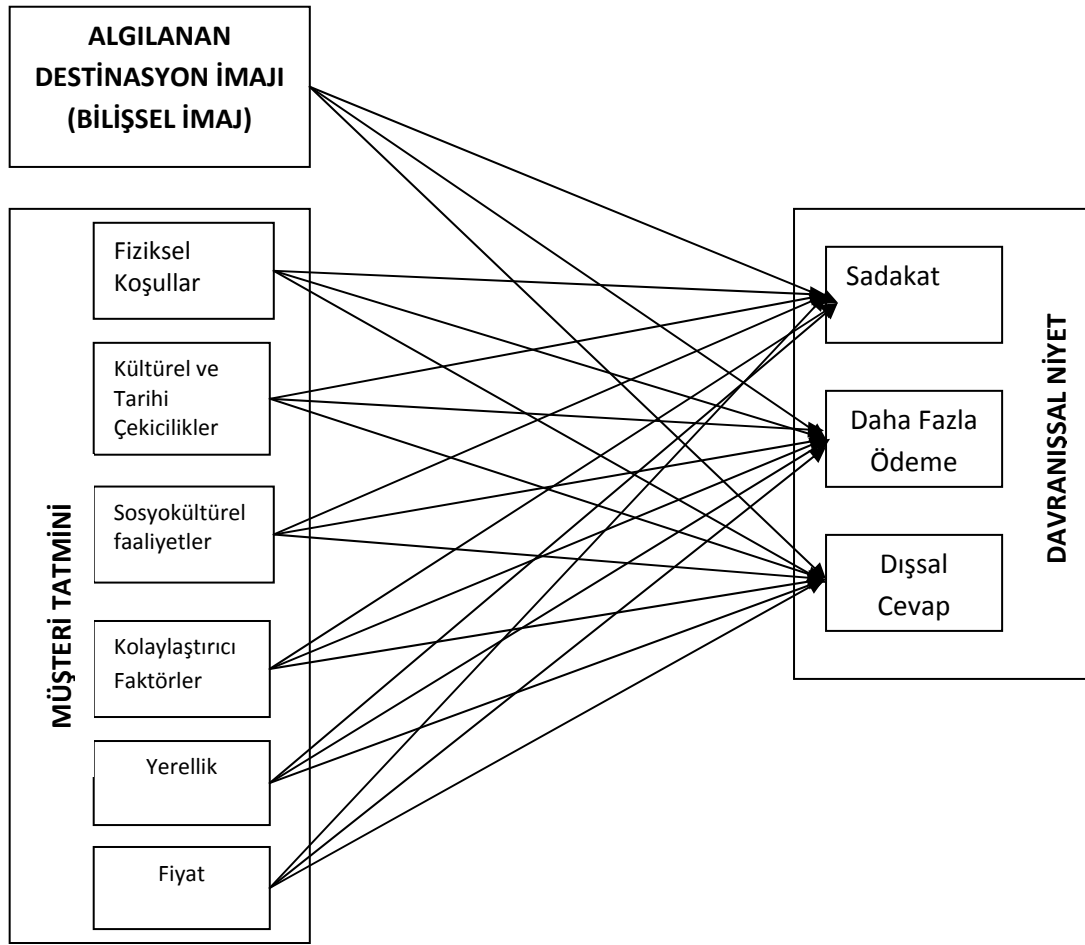 ALGILANAN
DESTİNASYON İMAJI
(BİLİŞSEL İMAJ)
MÜŞTERİ TATMİNİ
Fiziksel
Koşullar
Kültürel ve
Tarihi
Çekicilikler
Sosyokültürel
faaliyetler
Kolaylaştırıcı
Faktörler
Yerellik
Fiyat
Sadakat
Daha Fazla
Ödeme
Dışsal
Cevap
DAVRANIŞSAL NİYET